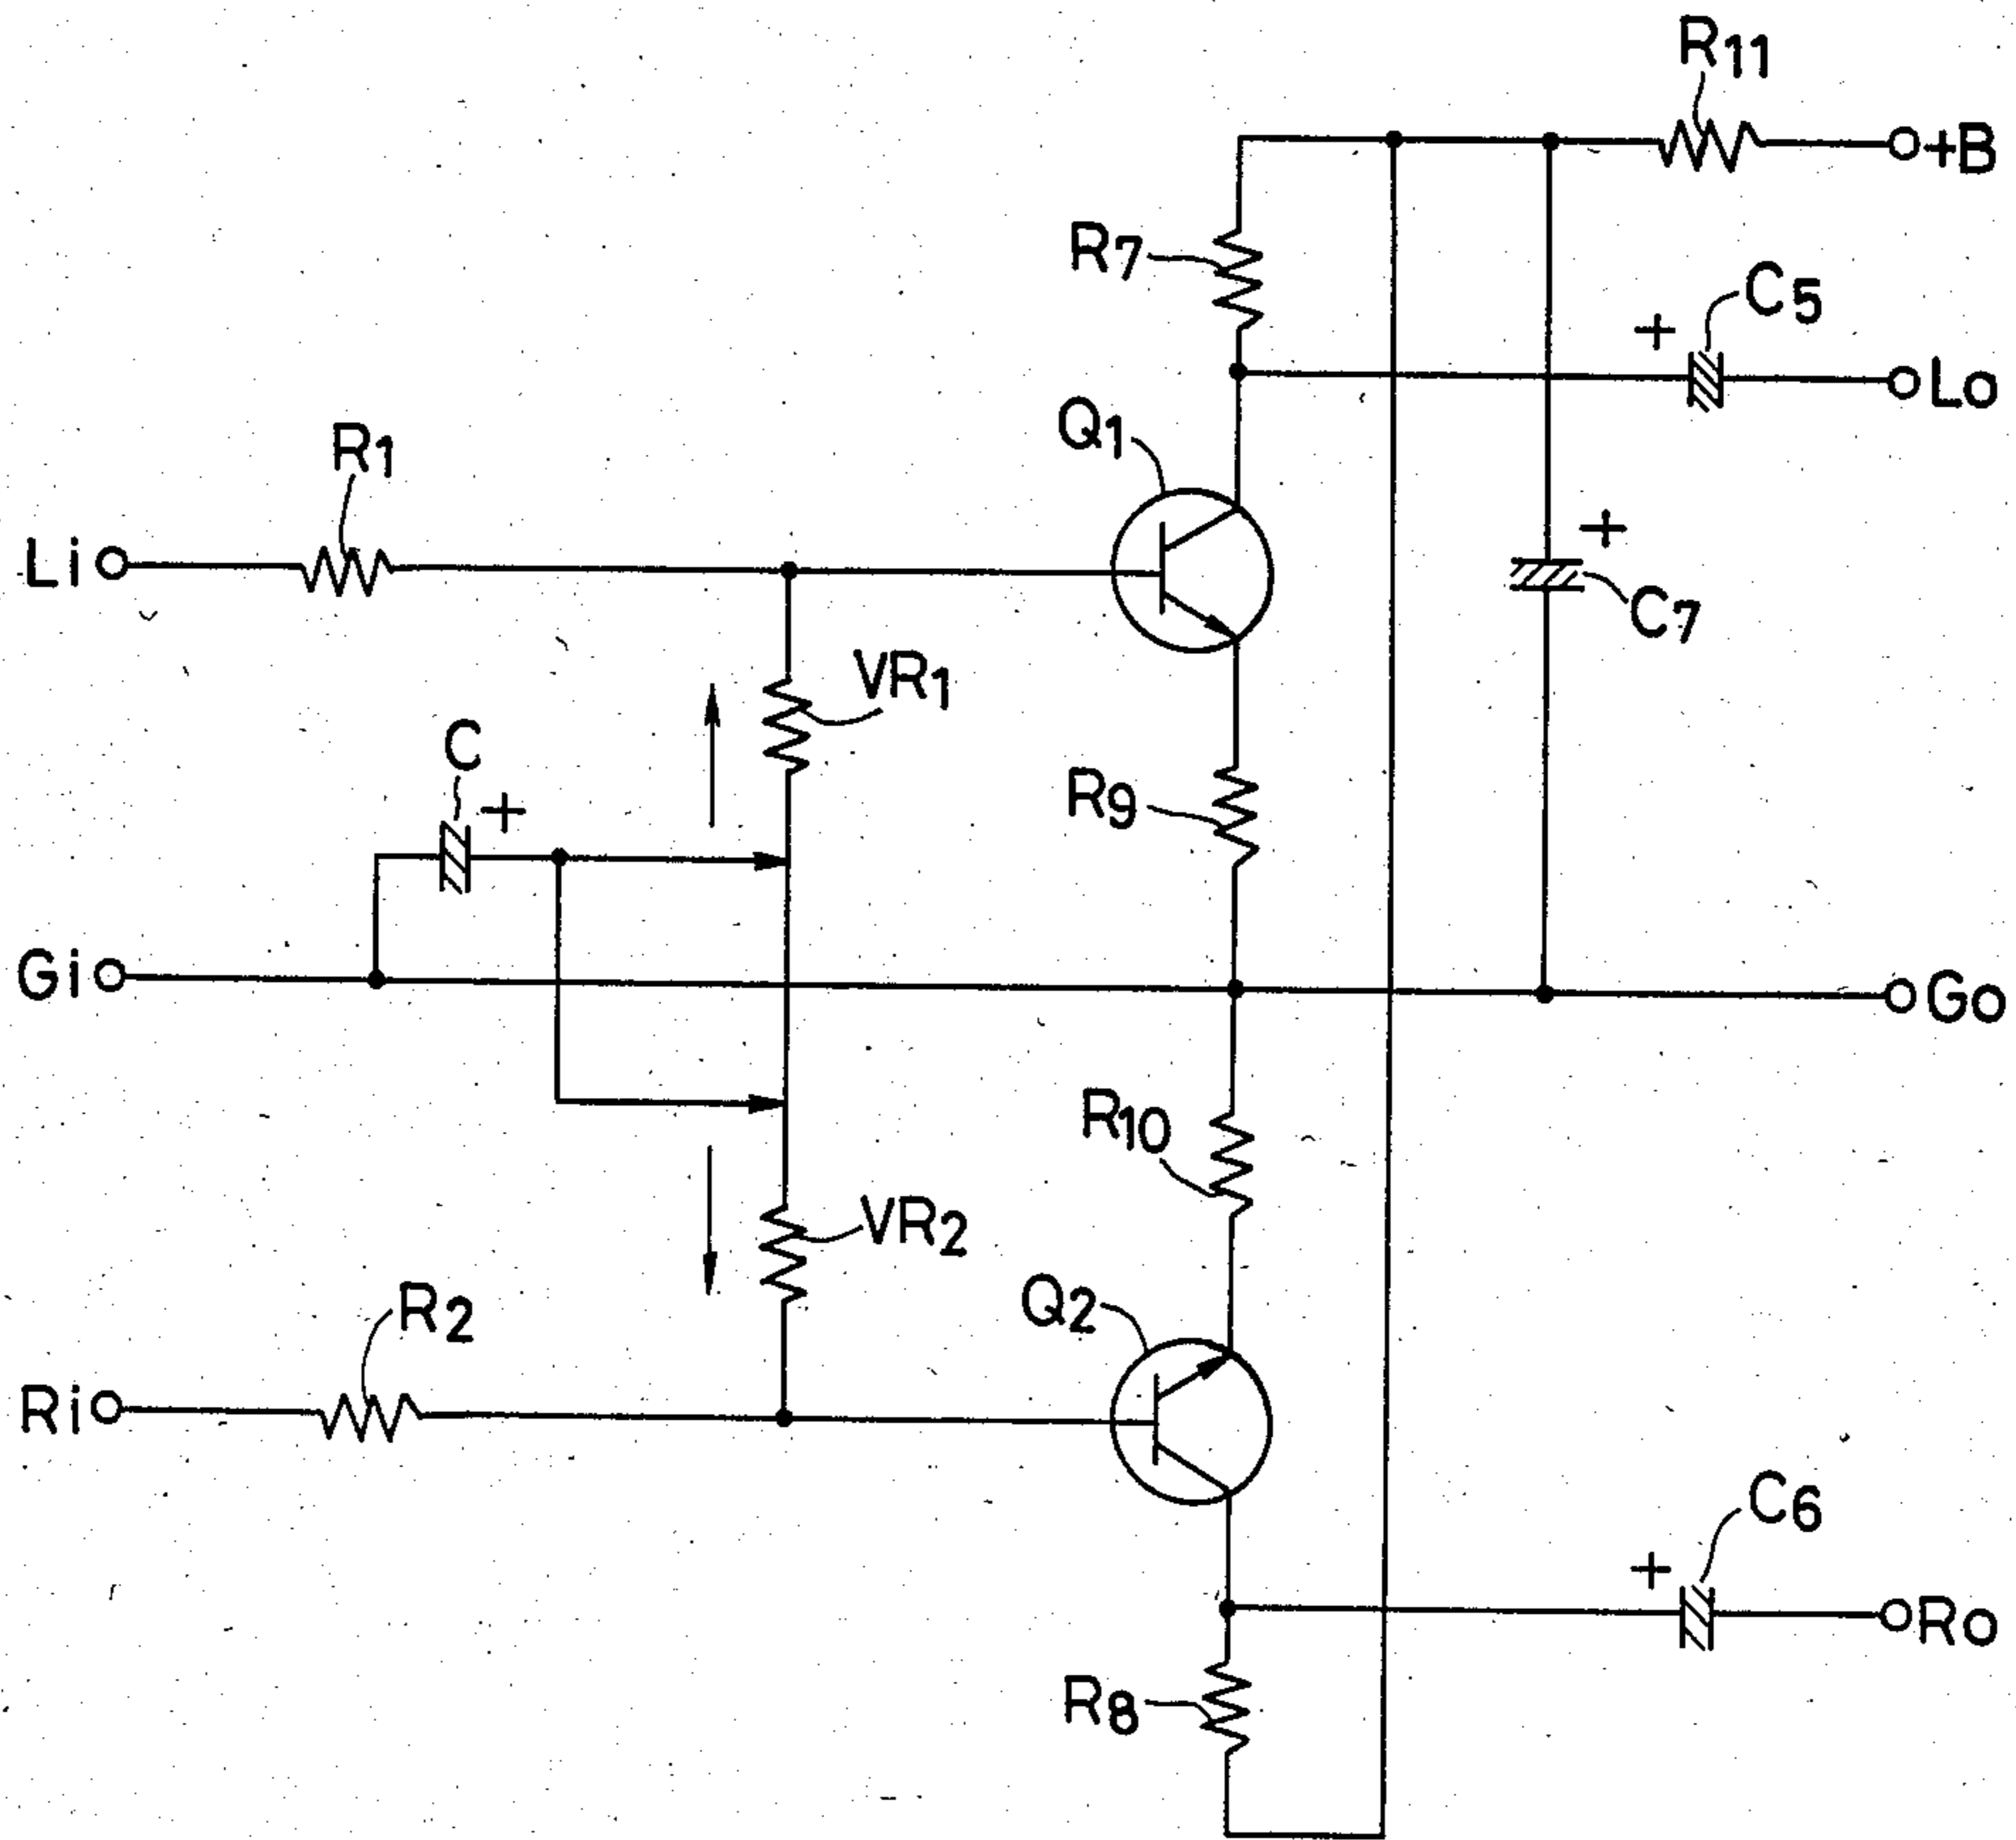 R11
+B
R7
C5
+
Lo
Q1
R1
Li
+
C7
VR1
C
+
R9
Gi
Go
R10
VR2
Q2
R2
Ri
C6
+
Ro
R8